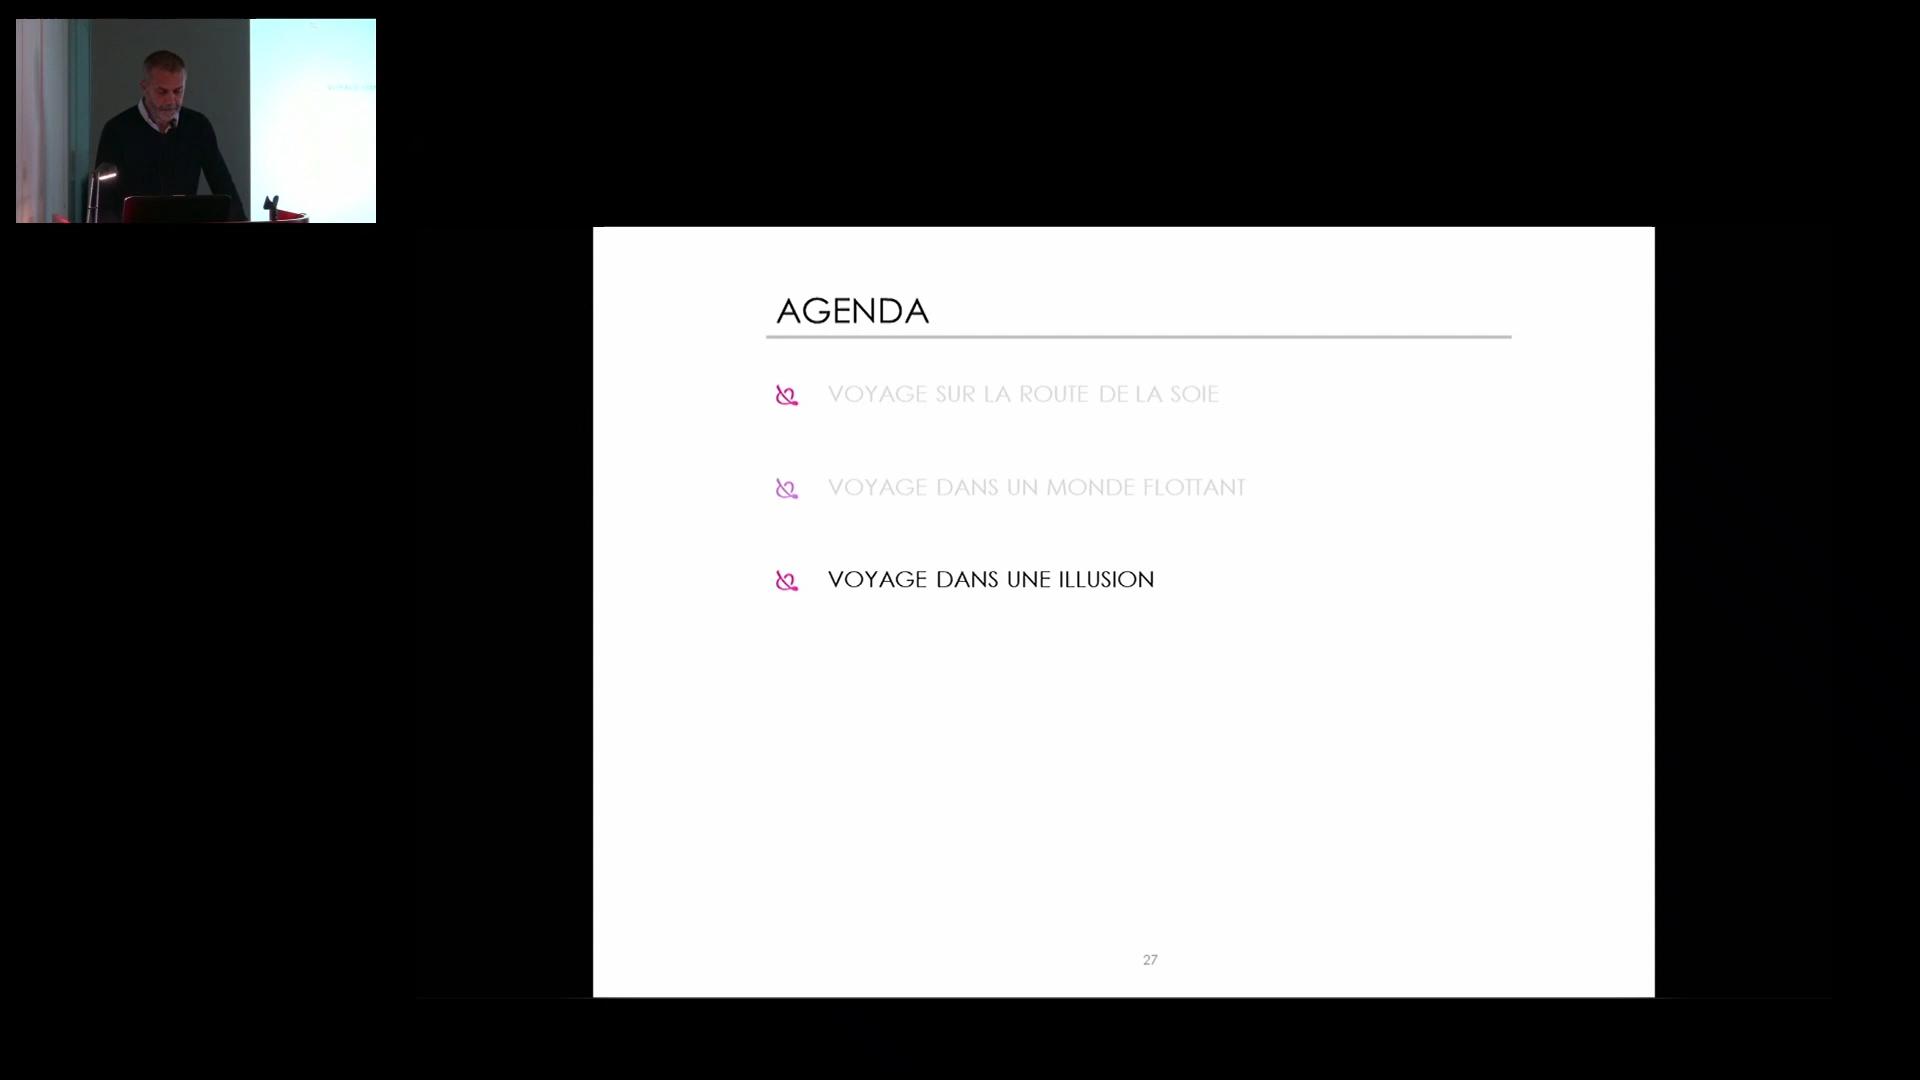 AGENDA
VOYAGE SUR LA ROUTE DE LA SOIE
VOYAGE DANS UN MONDE FLOTTANT
VOYAGE DANS UNE ILLUSION
27